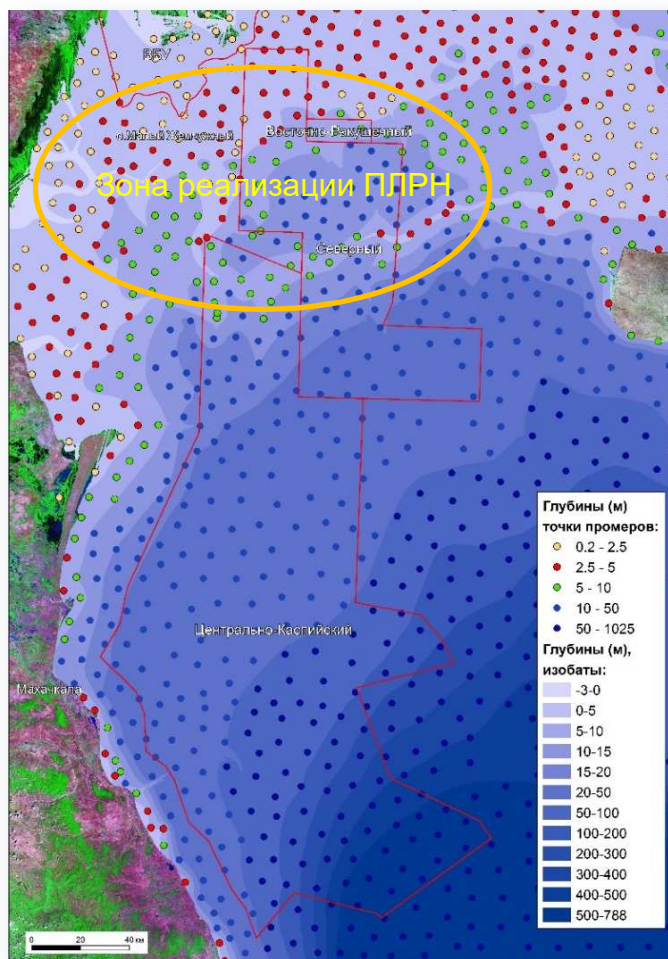 ВБУ
о.Малый Жемчужный
Восточно-Ракушечный
Зона реализации ПЛРН
Северный
Центрально-Каспийский
Махачкала
Глубины (м)
точки промеров:
0.2 - 2.5
2.5 - 5
5 - 10
10 - 50
50 - 1025
Глубины (м),
изобаты:
-3-0
0-5
5-10
10-15
15-20
20-50
50-100
100-200
200-300
300-400
400-500
500-788
0 20 40 км